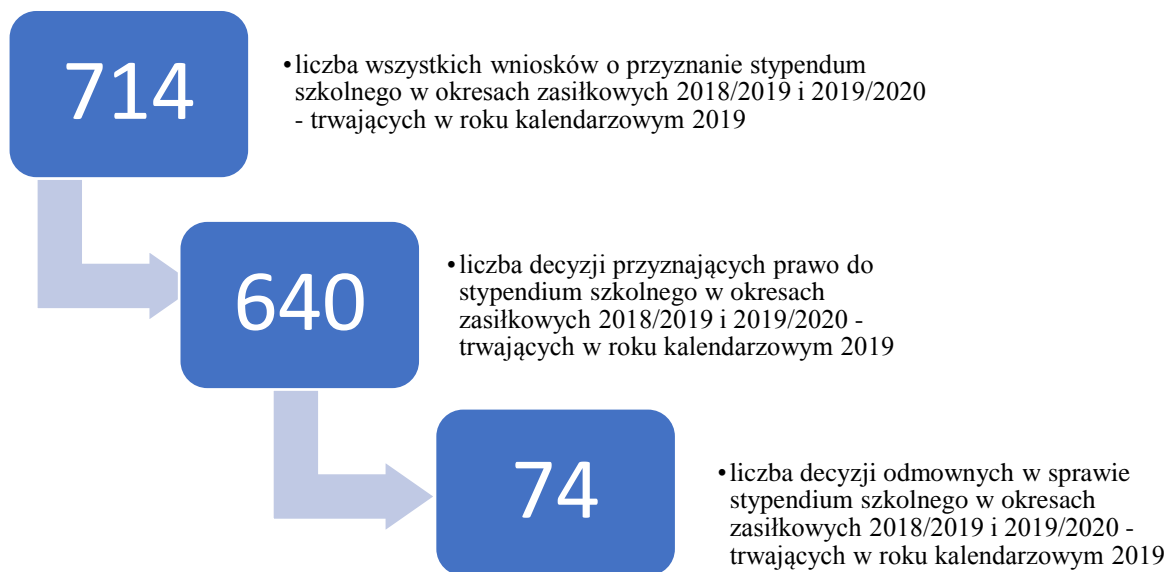 714
•liczba wszystkich wniosków o przyznanie stypendum
szkolnego w okresach zasiłkowych 2018/2019 i 2019/2020
- trwających w roku kalendarzowym 2019
640
•liczba decyzji przyznających prawo do
stypendium szkolnego w okresach
zasiłkowych 2018/2019 i 2019/2020 -
trwających w roku kalendarzowym 2019
74
•liczba decyzji odmownych w sprawie
stypendium szkolnego w okresach
zasiłkowych 2018/2019 i 2019/2020 -
trwających w roku kalendarzowym 2019